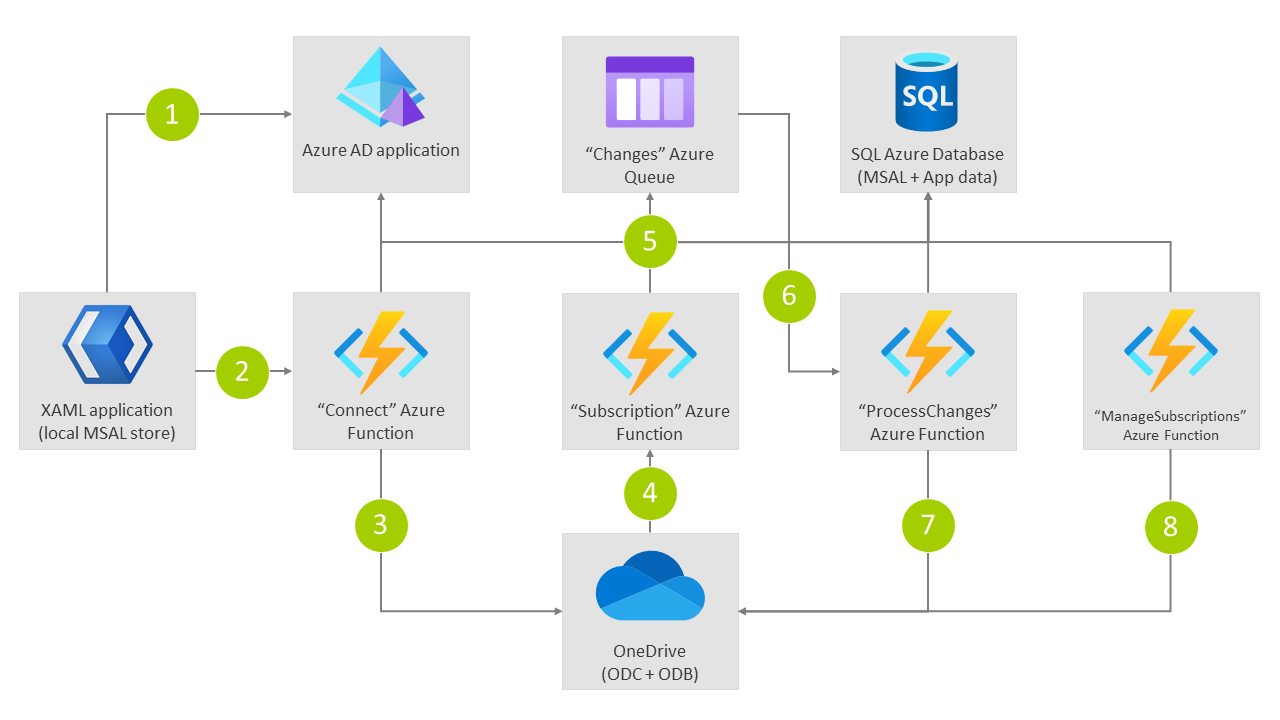 1
Azure AD application
“Changes” Azure
Queue
SQL
SQL Azure Database
(MSAL + App data)
5
6
2
XAML application
(local MSAL store)
“Connect” Azure
Function
“Subscription” Azure
Function
“ProcessChanges”
Azure Function
“ManageSubscriptions”
Azure Function
4
3
7
8
OneDrive
(ODC + ODB)